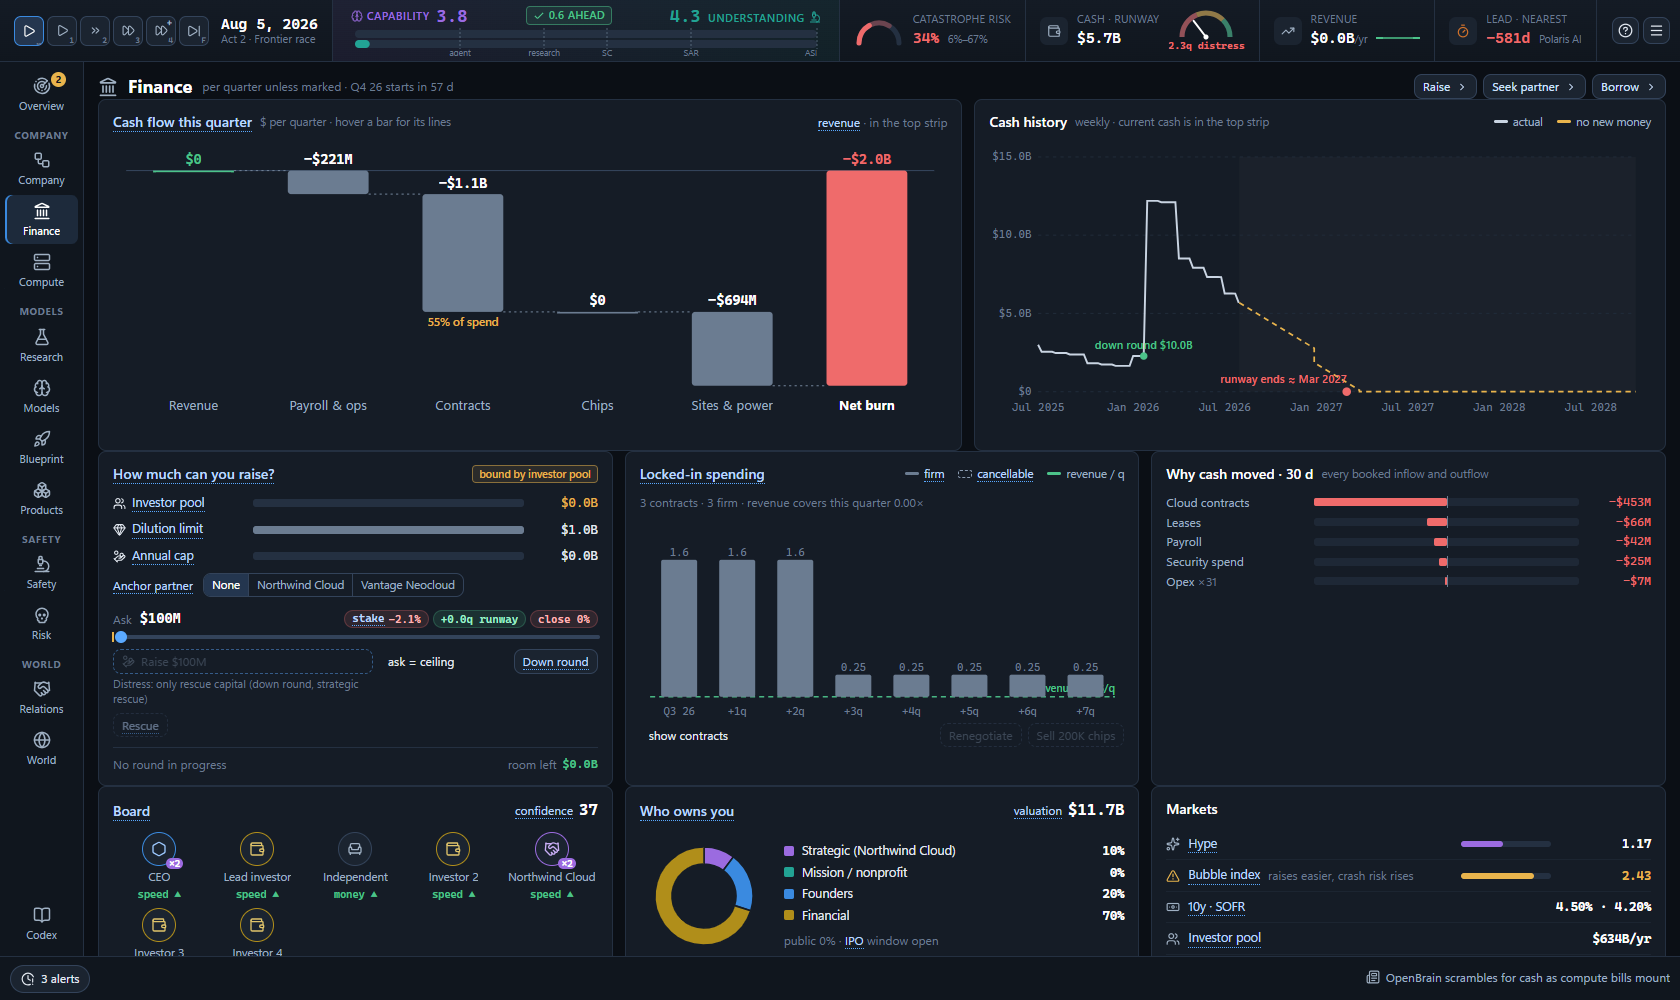 1
2
3
4
F
Aug 5, 2026
Act 2 · Frontier race
CAPABILITY 3.8
0.6 AHEAD
4.3 UNDERSTANDING
agent research SC SAR ASI
CATASTROPHE RISK
34% 6%–67%
CASH · RUNWAY
$5.7B
2.3q distress
REVENUE
$0.0B/yr
LEAD · NEAREST
−581d Polaris AI
2
Overview
COMPANY
Company
Finance
Compute
MODELS
Research
Models
Blueprint
Products
SAFETY
Safety
Risk
WORLD
Relations
World
Codex
Finance per quarter unless marked · Q4 26 starts in 57 d
Raise
Seek partner
Borrow
Cash flow this quarter $ per quarter · hover a bar for its lines
revenue · in the top strip
$0
−$221M
−$1.1B
55% of spend
$0
−$694M
−$2.0B
Revenue
Payroll & ops
Contracts
Chips
Sites & power
Net burn
Cash history weekly · current cash is in the top strip
actual
no new money
$15.0B
$10.0B
$5.0B
$0
down round $10.0B
runway ends ≈ Mar 2027
Jul 2025
Jan 2026
Jul 2026
Jan 2027
Jul 2027
Jan 2028
Jul 2028
How much can you raise?
bound by investor pool
Investor pool $0.0B
Dilution limit $1.0B
Annual cap $0.0B
Anchor partner None Northwind Cloud Vantage Neocloud
Ask $100M
stake −2.1%
+0.0q runway
close 0%
Raise $100M
ask = ceiling
Down round
Distress: only rescue capital (down round, strategic
rescue)
Rescue
No round in progress
room left $0.0B
Locked-in spending
firm
cancellable
revenue / q
3 contracts · 3 firm · revenue covers this quarter 0.00×
1.6 1.6 1.6 0.25 0.25 0.25 0.25 0.25
Q3 26 +1q +2q +3q +4q +5q +6q +7q
show contracts
Renegotiate
Sell 200K chips
Why cash moved · 30 d every booked inflow and outflow
Cloud contracts −$453M
Leases −$66M
Payroll −$42M
Security spend −$25M
Opex ×31 −$7M
Board
confidence 37
×2
×2
CEO
Lead investor
Independent
Investor 2
Northwind Cloud
speed ▲
speed ▲
money ▲
speed ▲
speed ▲
Investor 3
Investor 4
Who owns you
valuation $11.7B
Strategic (Northwind Cloud) 10%
Mission / nonprofit 0%
Founders 20%
Financial 70%
public 0% · IPO window open
Markets
Hype 1.17
Bubble index raises easier, crash risk rises 2.43
10y · SOFR 4.50% · 4.20%
Investor pool $634B/yr
3 alerts
OpenBrain scrambles for cash as compute bills mount